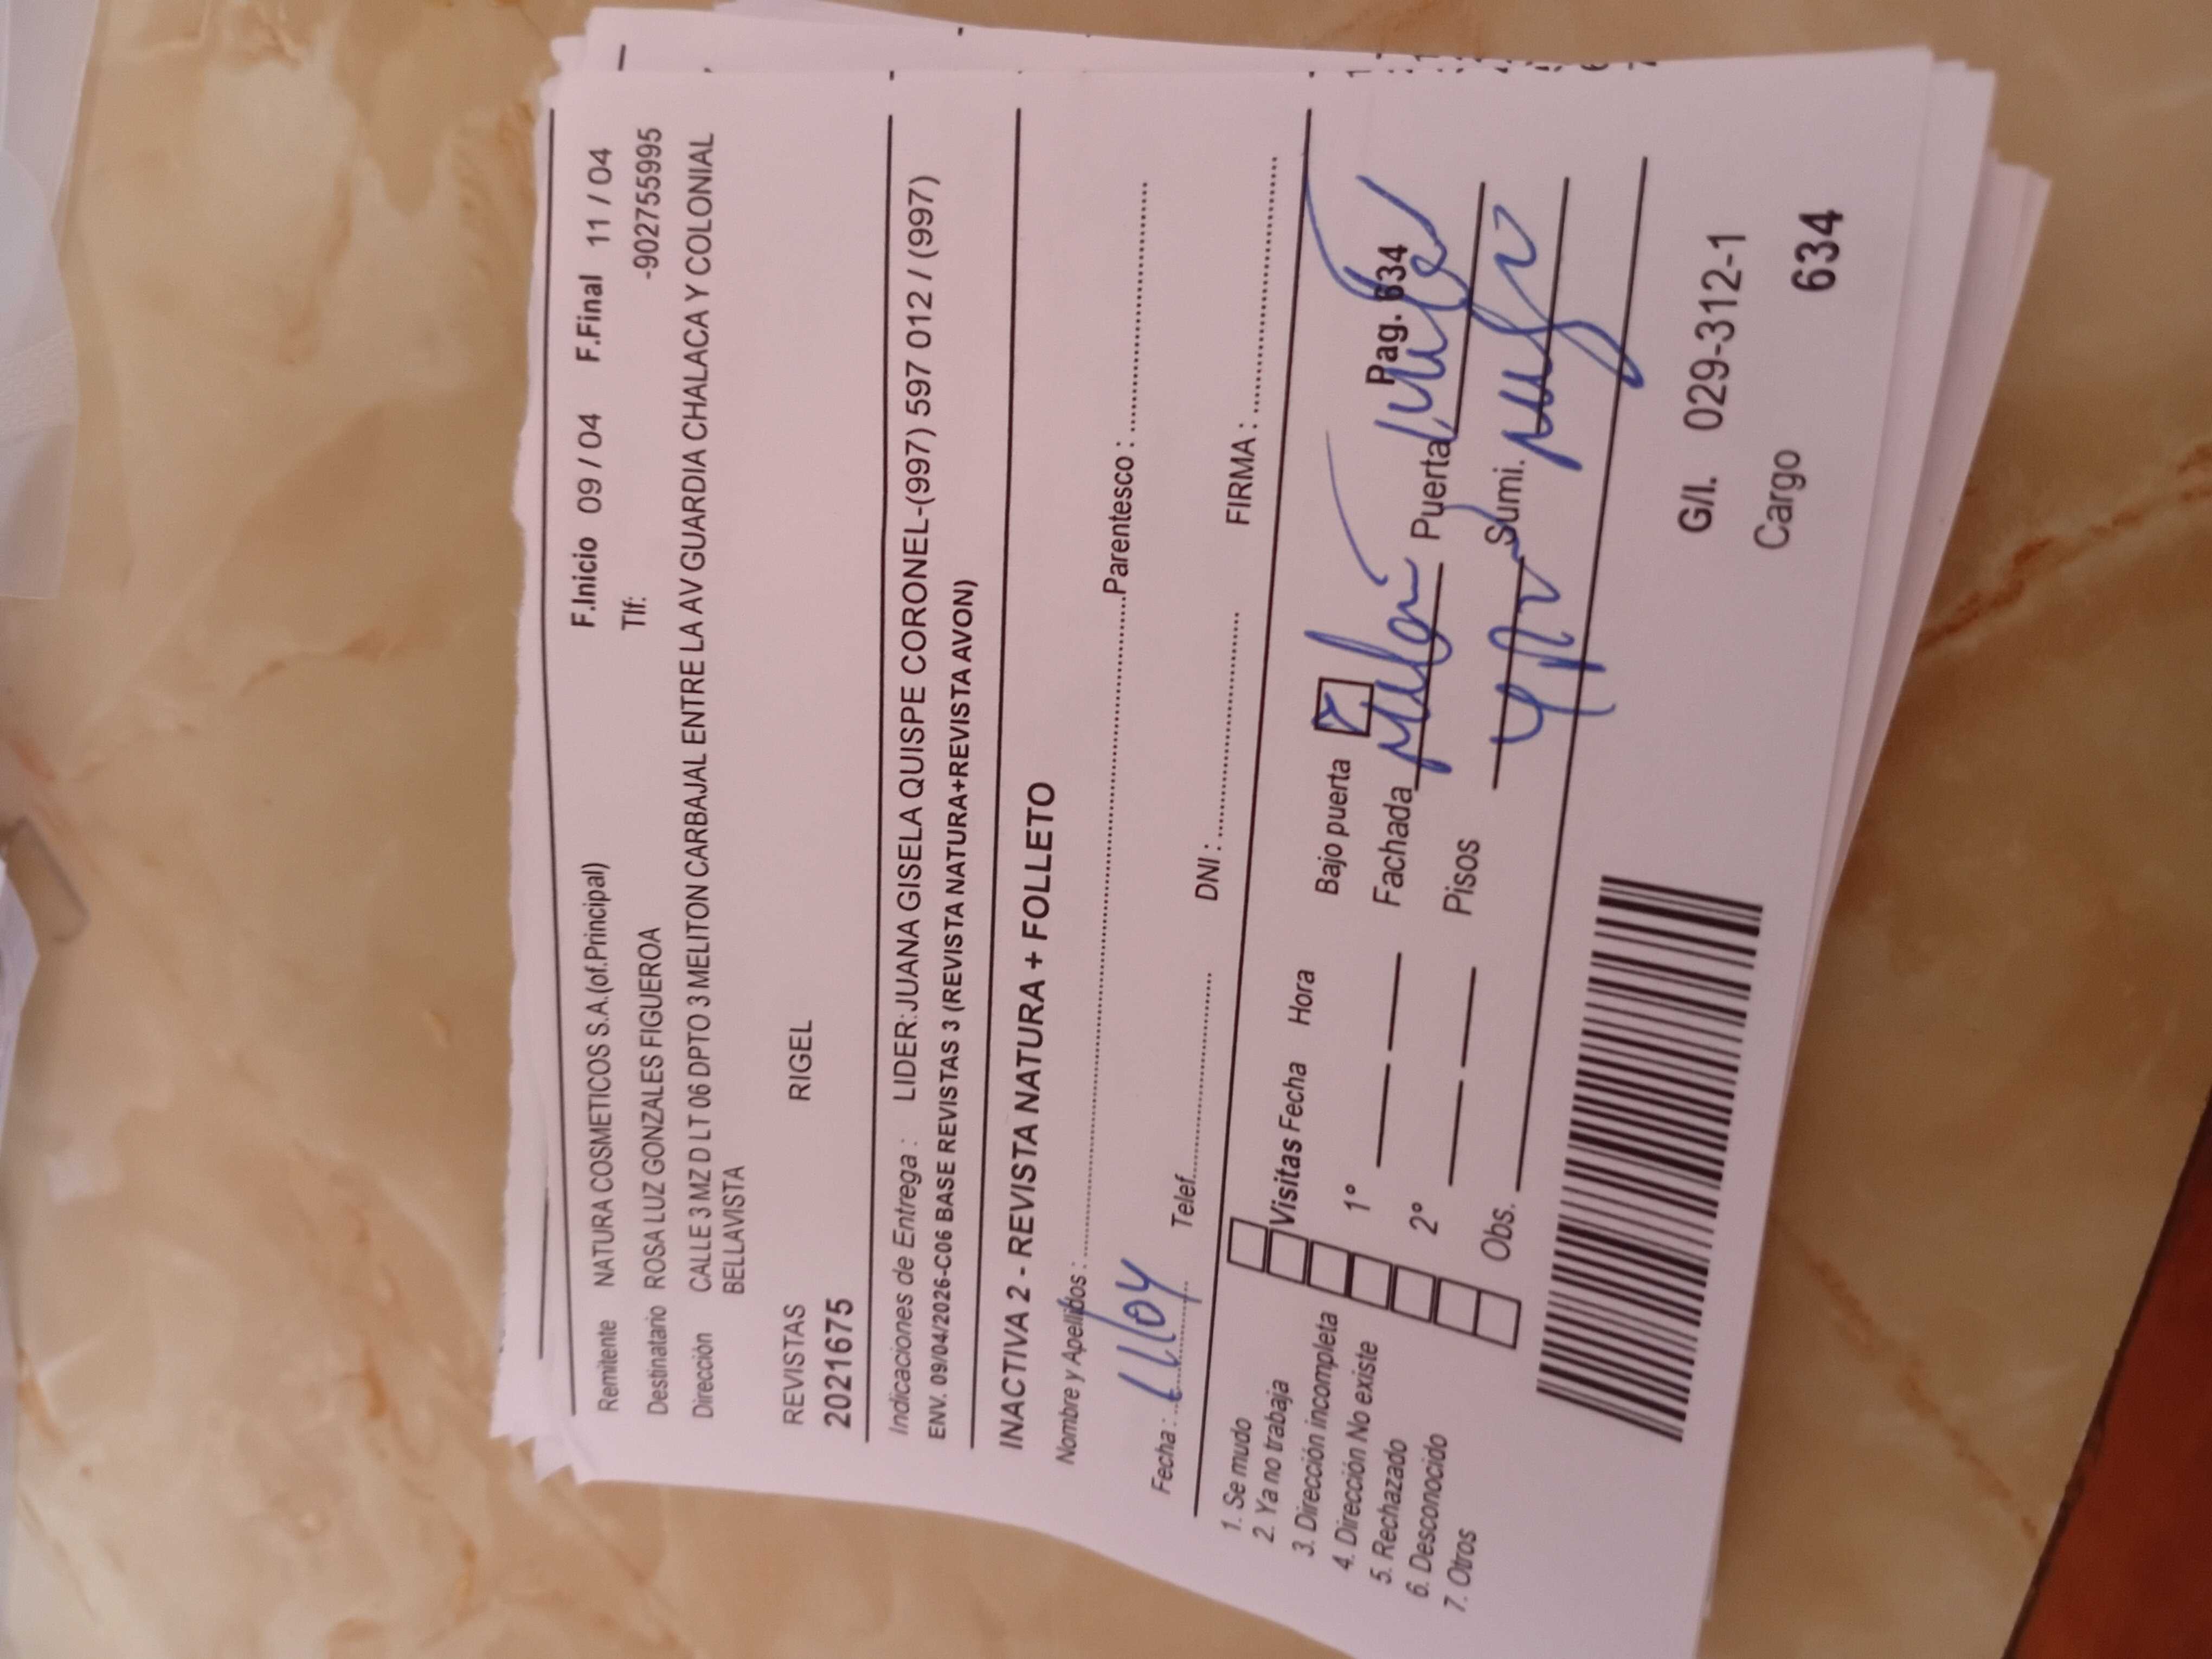 F.Inicio 09 / 04 F.Final 11 / 04
Remitente NATURA COSMETICOS S.A.(of.Principal) Tlf:
Destinatario ROSA LUZ GONZALES FIGUEROA -902755995
Dirección CALLE 3 MZ D LT 06 DPTO 3 MELITON CARBAJAL ENTRE LA AV GUARDIA CHALACA Y COLONIAL
BELLAVISTA
REVISTAS RIGEL
2021675
Indicaciones de Entrega : LIDER:JUANA GISELA QUISPE CORONEL-(997) 597 012 / (997)
ENV. 09/04/2026-C06 BASE REVISTAS 3 (REVISTA NATURA+REVISTA AVON)
INACTIVA 2 - REVISTA NATURA + FOLLETO
Nombre y Apellidos : Parentesco :
Fecha : Telef. DNI : FIRMA :
1. Se mudo
2. Ya no trabaja
3. Dirección incompleta
4. Dirección No existe
5. Rechazado
6. Desconocido
7. Otros
Visitas Fecha Hora
1°
2°
Obs.
Bajo puerta Pag. 634
Fachada Puerta
Pisos Sumi.
G/I. 029-312-1
Cargo 634